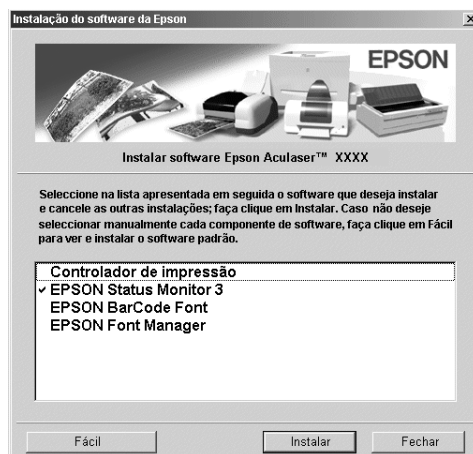 Instalação do software da Epson
EPSON
Instalar software Epson Aculaser™ XXXX
Seleccione na lista apresentada em seguida o software que deseja instalar
e cancele as outras instalações; faça clique em Instalar. Caso não deseje
seleccionar manualmente cada componente de software, faça clique em Fácil
para ver e instalar o software padrão.
Controlador de impressão
✓ EPSON Status Monitor 3
EPSON BarCode Font
EPSON Font Manager
Fácil
Instalar
Fechar